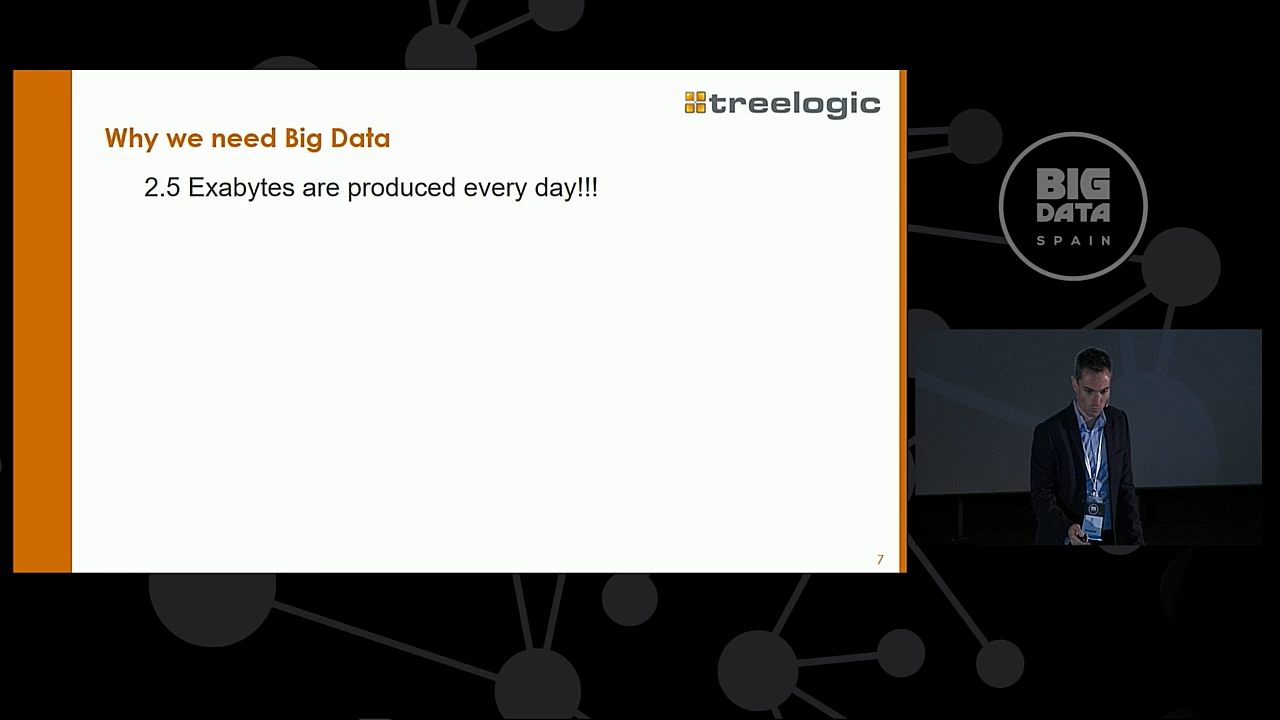 treelogic
Why we need Big Data
2.5 Exabytes are produced every day!!!
7
BIG
DATA
SPAIN